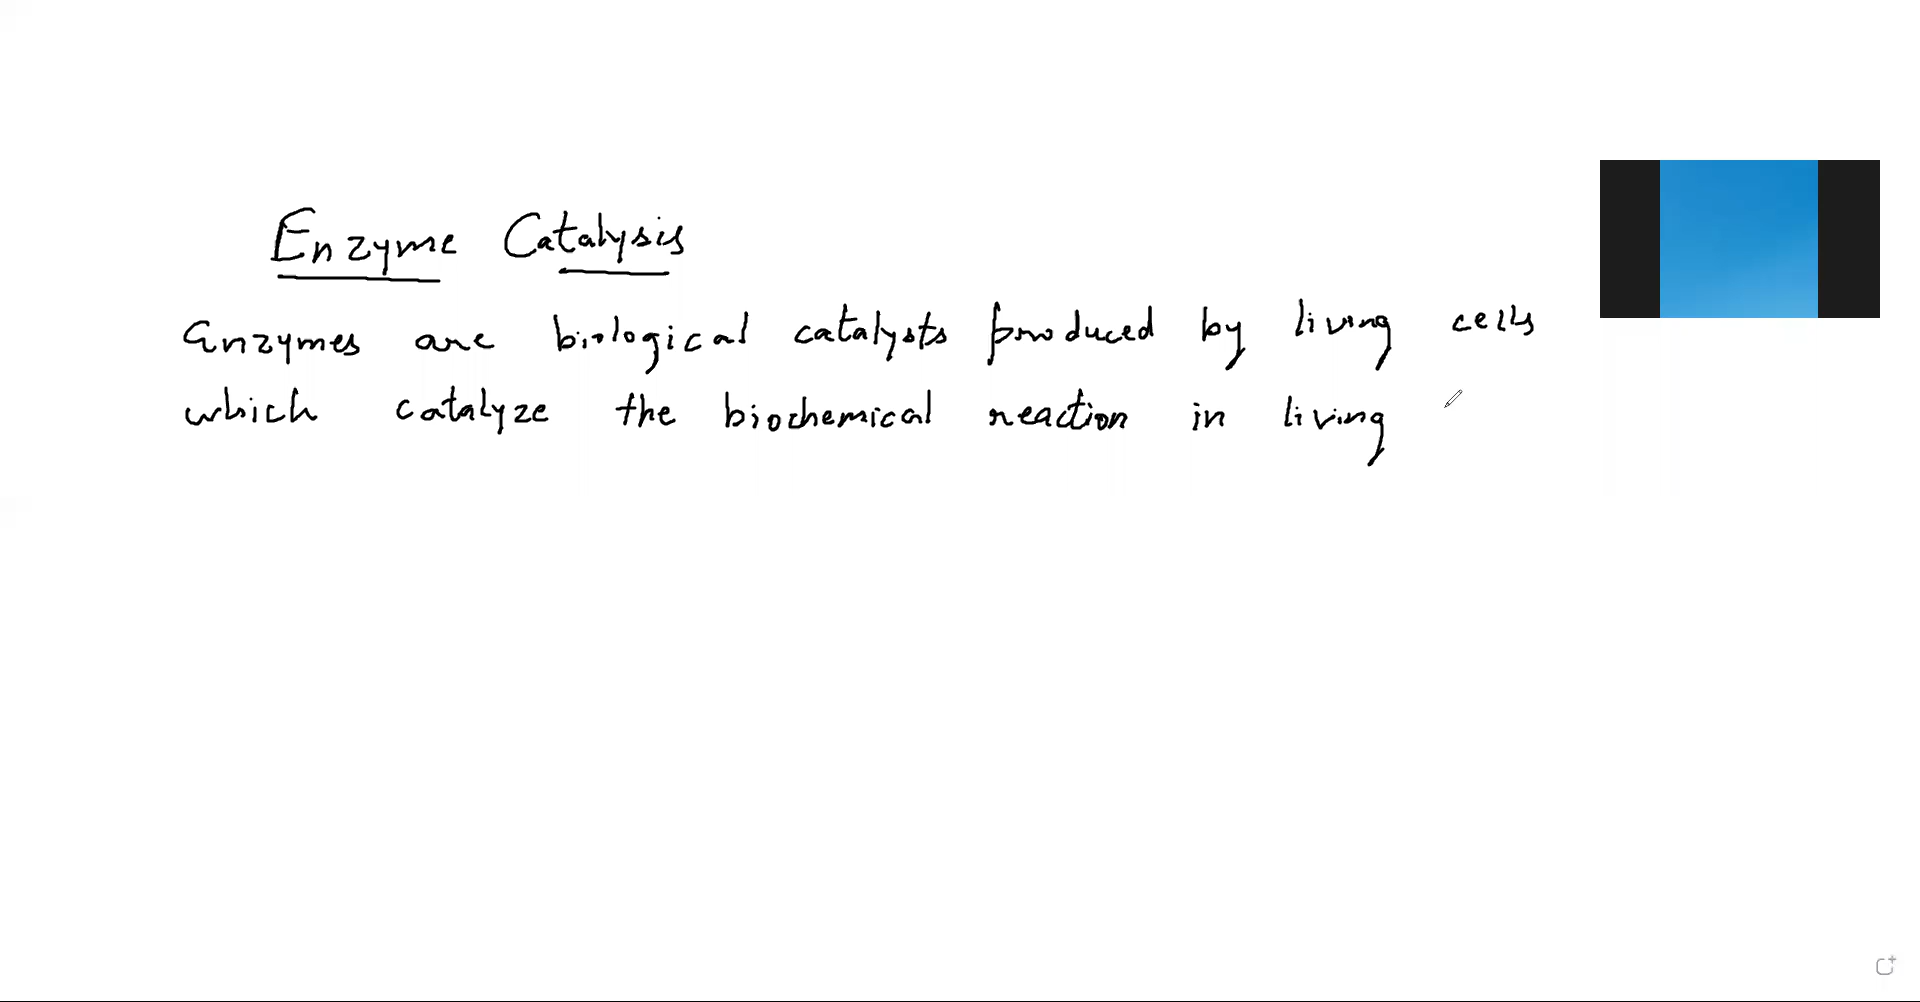 Enzyme Catalysis
Enzymes are biological catalysts produced by living cells
which catalyze the biochemical reaction in living